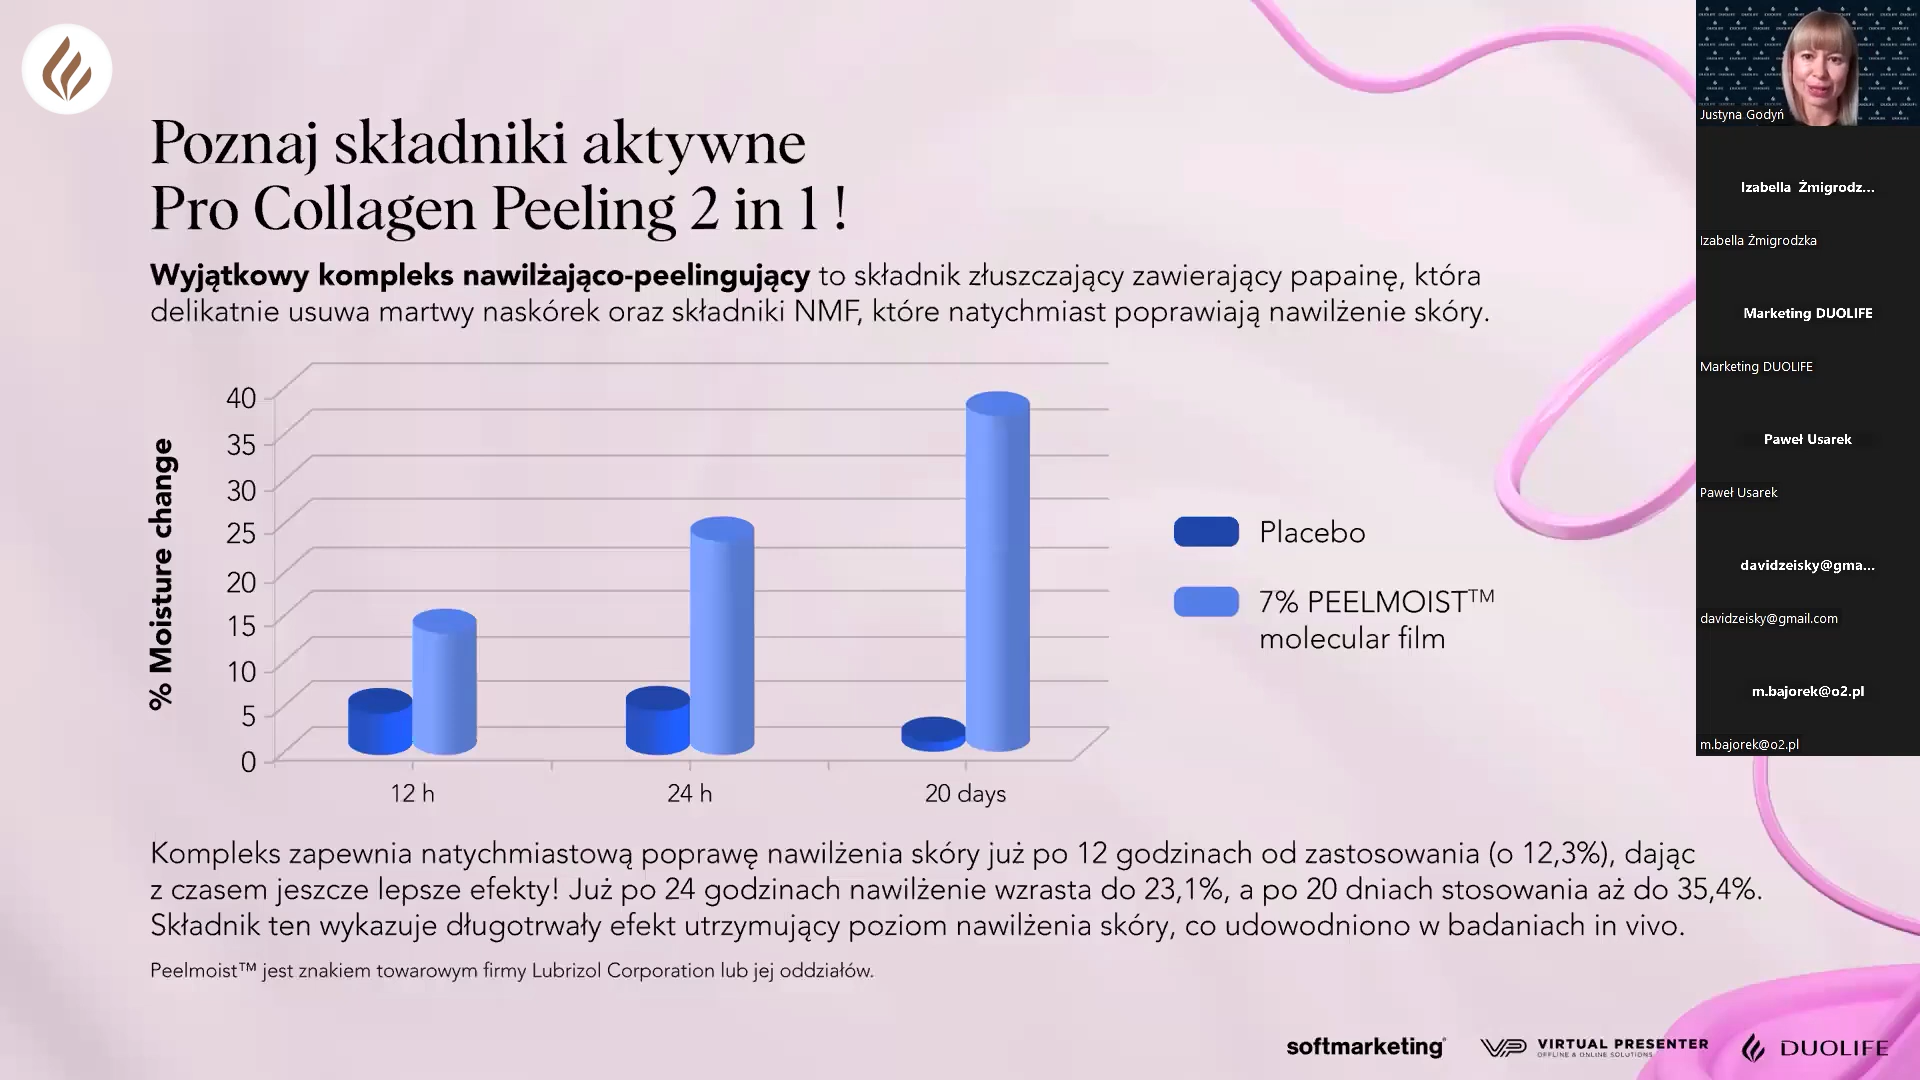 Poznaj składniki aktywne
Pro Collagen Peeling 2 in 1 !
Wyjątkowy kompleks nawilżająco-peelingujący to składnik złuszczający zawierający papainę, która
delikatnie usuwa martwy naskórek oraz składniki NMF, które natychmiast poprawiają nawilżenie skóry.
% Moisture change
40
35
30
25
20
15
10
5
0
12 h
24 h
20 days
Placebo
7% PEELMOIST™
molecular film
Kompleks zapewnia natychmiastową poprawę nawilżenia skóry już po 12 godzinach od zastosowania (o 12,3%), dając
z czasem jeszcze lepsze efekty! Już po 24 godzinach nawilżenie wzrasta do 23,1%, a po 20 dniach stosowania aż do 35,4%.
Składnik ten wykazuje długotrwały efekt utrzymujący poziom nawilżenia skóry, co udowodniono w badaniach in vivo.
Peelmoist™ jest znakiem towarowym firmy Lubrizol Corporation lub jej oddziałów.
softmarketing
VP VIRTUAL PRESENTER
OFFLINE & ONLINE SOLUTIONS
DUOLIFE
Justyna Godyń
Izabella Żmigrodz...
Izabella Żmigrodzka
Marketing DUOLIFE
Marketing DUOLIFE
Paweł Usarek
Paweł Usarek
davidzeisky@gma...
davidzeisky@gmail.com
m.bajorek@o2.pl
m.bajorek@o2.pl